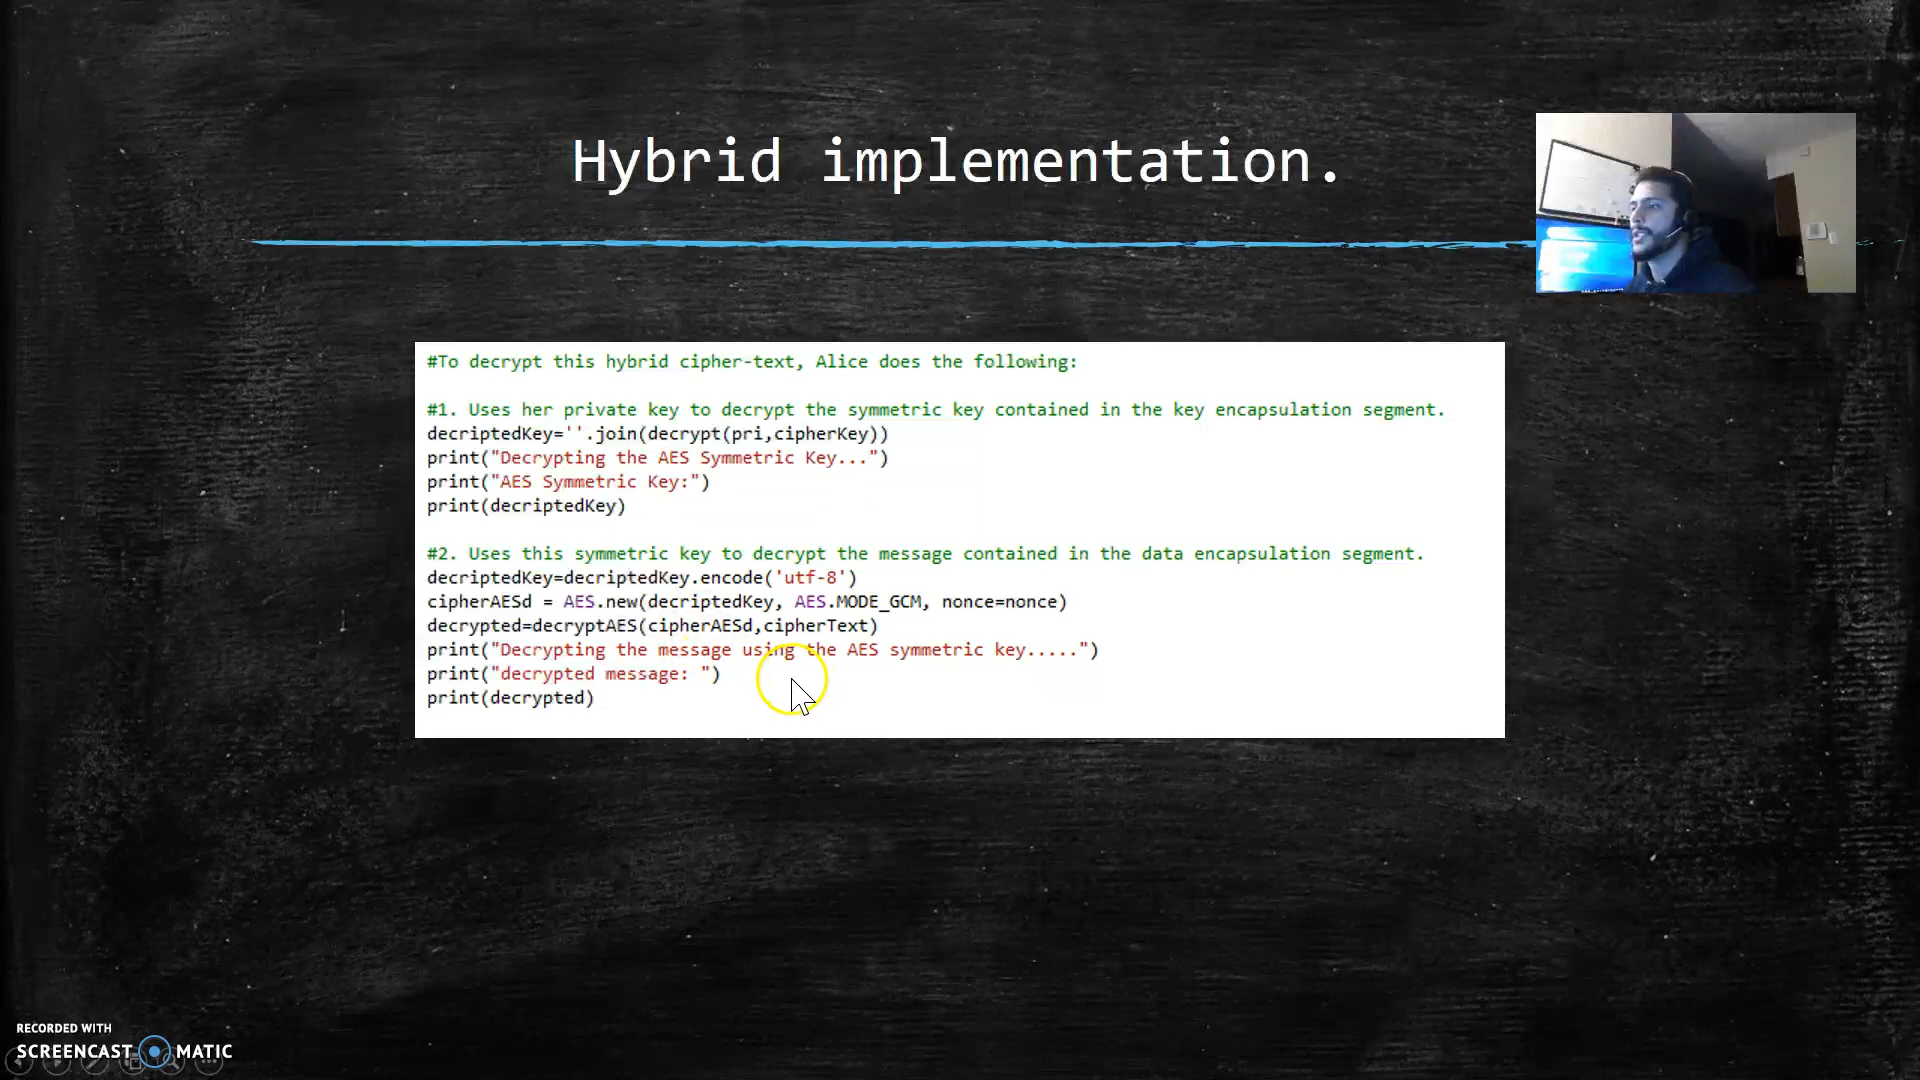 Hybrid implementation.
#To decrypt this hybrid cipher-text, Alice does the following:
#1. Uses her private key to decrypt the symmetric key contained in the key encapsulation segment.
decriptedKey=''.join(decrypt(pri,cipherKey))
print("Decrypting the AES Symmetric Key...")
print("AES Symmetric Key:")
print(decriptedKey)
#2. Uses this symmetric key to decrypt the message contained in the data encapsulation segment.
decriptedKey=decriptedKey.encode('utf-8')
cipherAESd = AES.new(decriptedKey, AES.MODE_GCM, nonce=nonce)
decrypted=decryptAES(cipherAESd,cipherText)
print("Decrypting the message using the AES symmetric key.....")
print("decrypted message: ")
print(decrypted)
RECORDED WITH
SCREENCAST MATIC